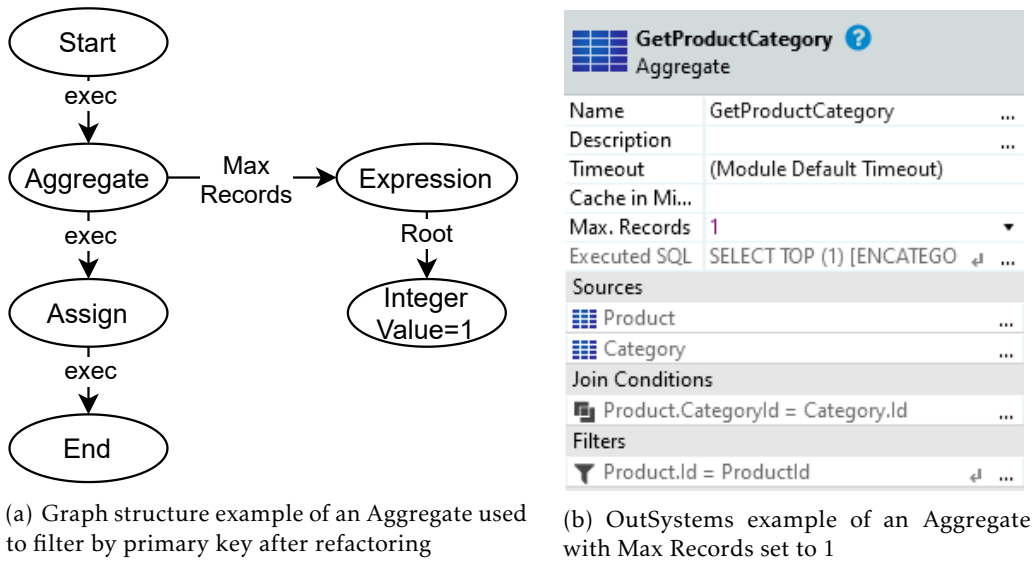 Start
exec
Aggregate
Max
Records
Expression
exec
Root
Assign
Integer
Value=1
exec
End
(a) Graph structure example of an Aggregate used
to filter by primary key after refactoring
GetProductCategory ?
Aggregate
Name GetProductCategory ...
Description ...
Timeout (Module Default Timeout)
Cache in Mi...
Max. Records 1
Executed SQL SELECT TOP (1) [ENCATEGO ...
Sources
Product ...
Category ...
Join Conditions
Product.CategoryId = Category.Id ...
Filters
Product.Id = ProductId ...
(b) OutSystems example of an Aggregate
with Max Records set to 1